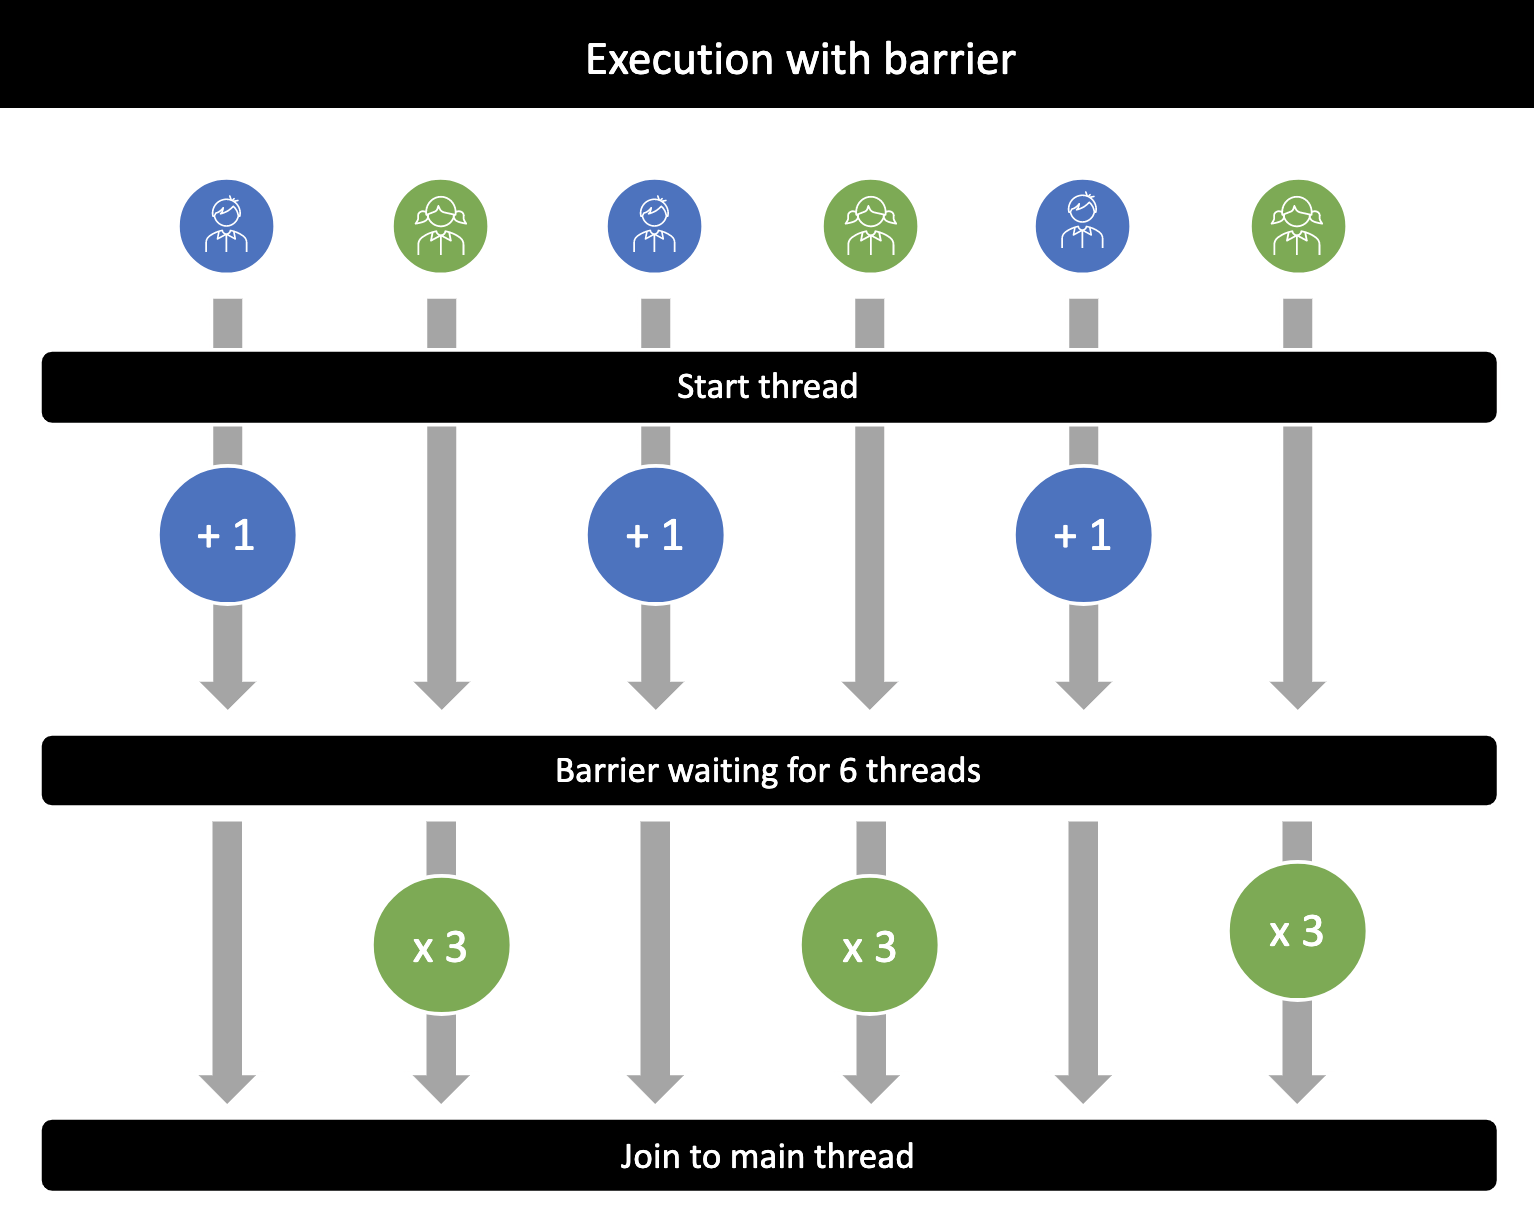 Execution with barrier
Start thread
+ 1
+ 1
+ 1
Barrier waiting for 6 threads
x 3
x 3
x 3
Join to main thread